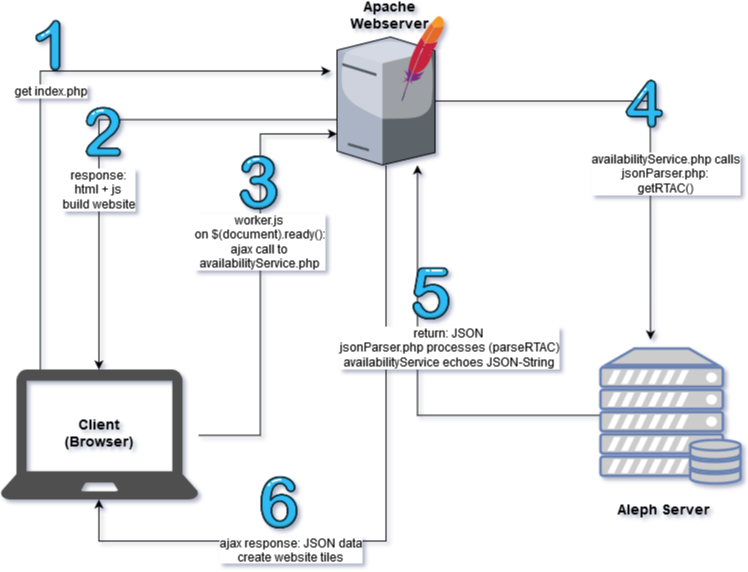 Apache
Webserver
1
get index.php
2
response:
html + js
build website
3
worker.js
on $(document).ready():
ajax call to
availabilityService.php
4
availabilityService.php calls
jsonParser.php:
getRTAC()
5
return: JSON
jsonParser.php processes (parseRTAC)
availabilityService echoes JSON-String
Client
(Browser)
Aleph Server
6
ajax response: JSON data
create website tiles